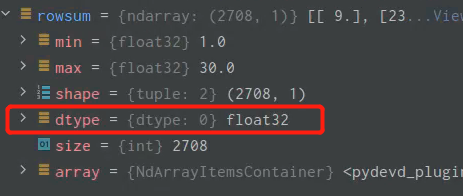 rowsum = {ndarray: (2708, 1)} [[ 9.], [23...View
min = {float32} 1.0
max = {float32} 30.0
shape = {tuple: 2} (2708, 1)
dtype = {dtype: 0} float32
01 size = {int} 2708
array = {NdArrayItemsContainer} <pydevd_plugin